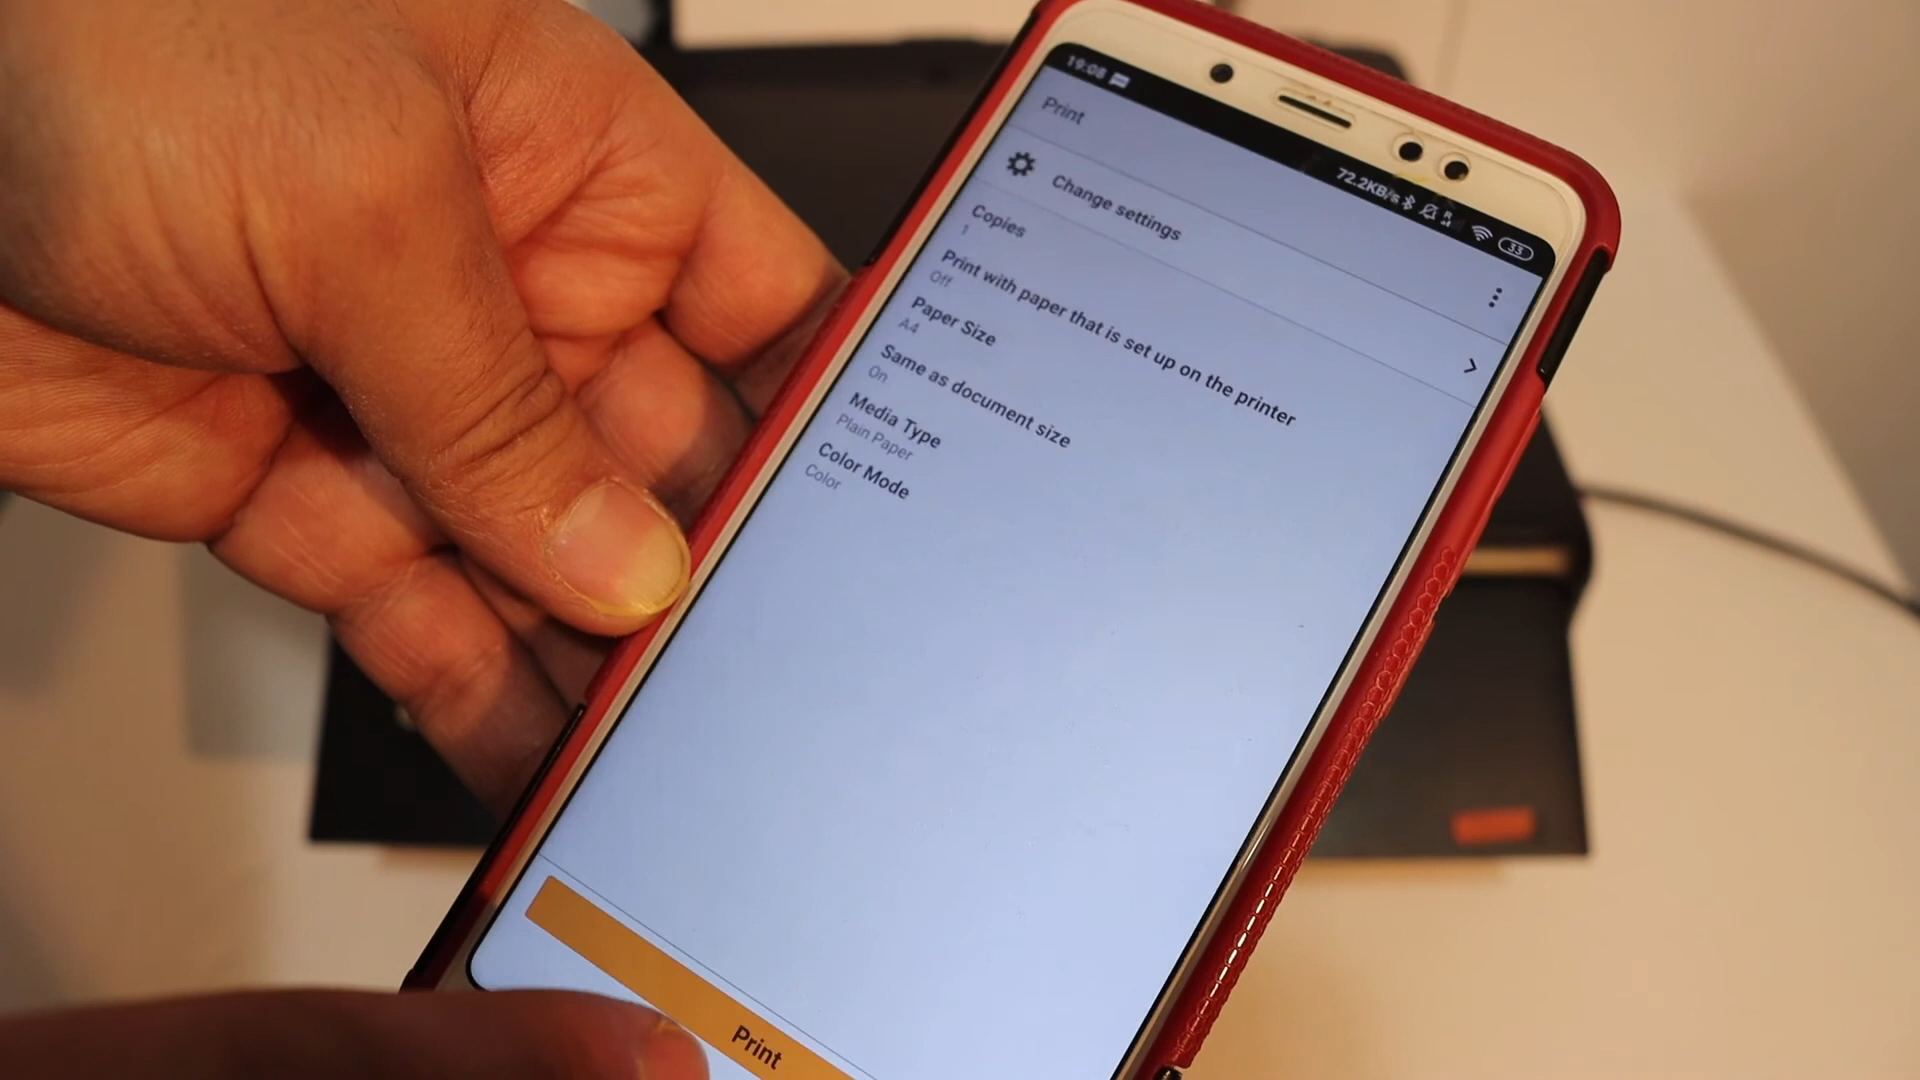 19:08
72.2KB/s
33
Print
Change settings
Copies
1
Print with paper that is set up on the printer
Off
Paper Size
A4
Same as document size
On
Media Type
Plain Paper
Color Mode
Color
Print